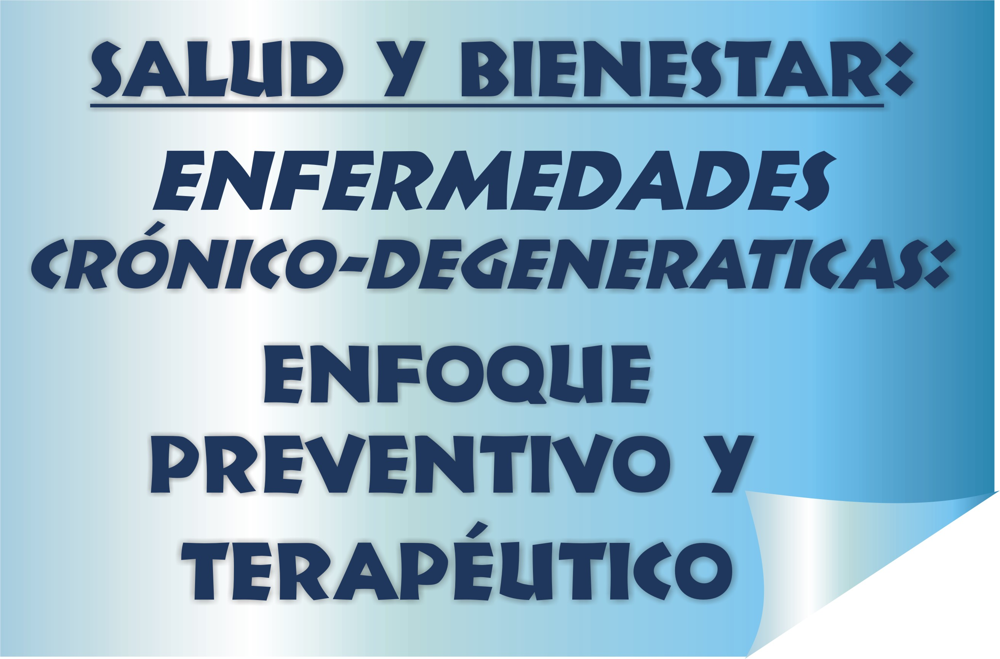 SALUD Y BIENESTAR:
ENFERMEDADES
CRÓNICO-DEGENERATICAS:
ENFOQUE
PREVENTIVO Y
TERAPÉUTICO